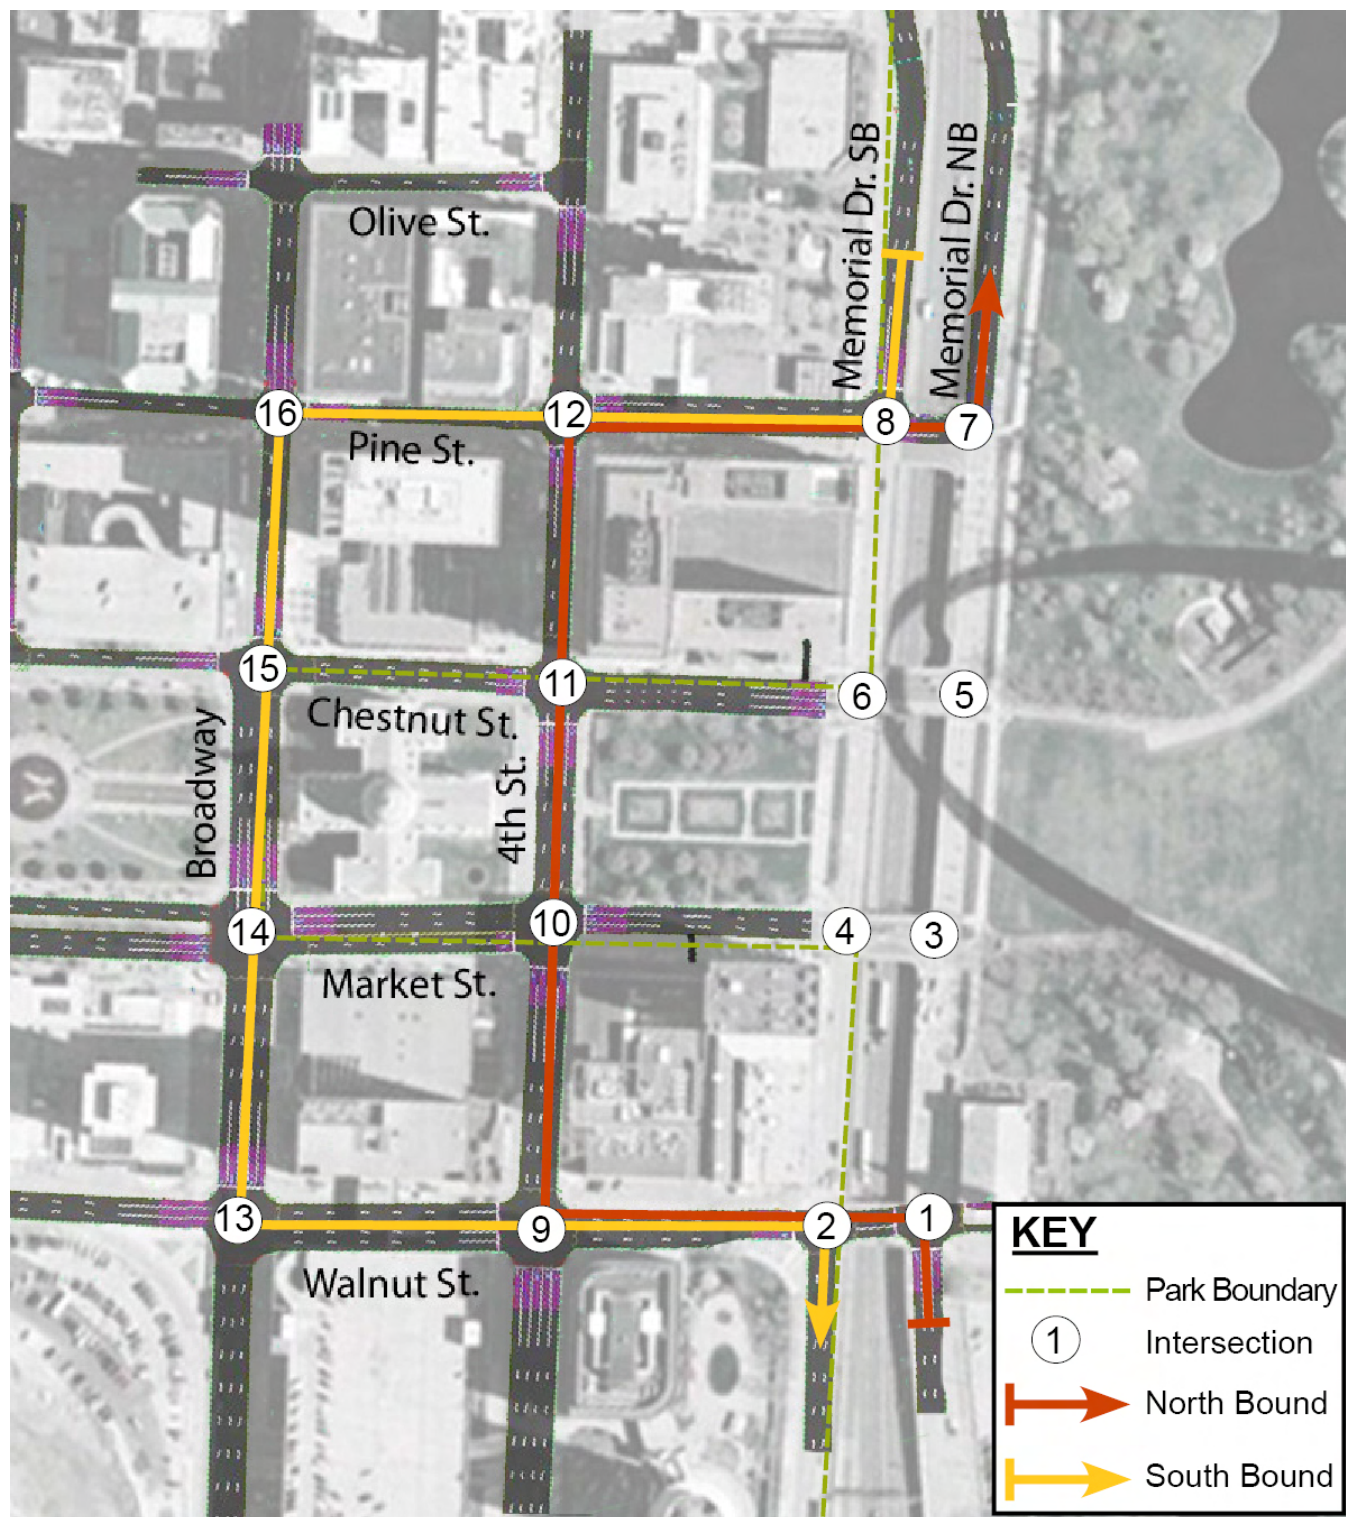 Memorial Dr. SB
Memorial Dr. NB
Olive St.
16
12
8
7
Pine St.
15
11
6
5
Chestnut St.
Broadway
4th St.
14
10
4
3
Market St.
13
9
2
1
Walnut St.
KEY
Park Boundary
1
Intersection
North Bound
South Bound